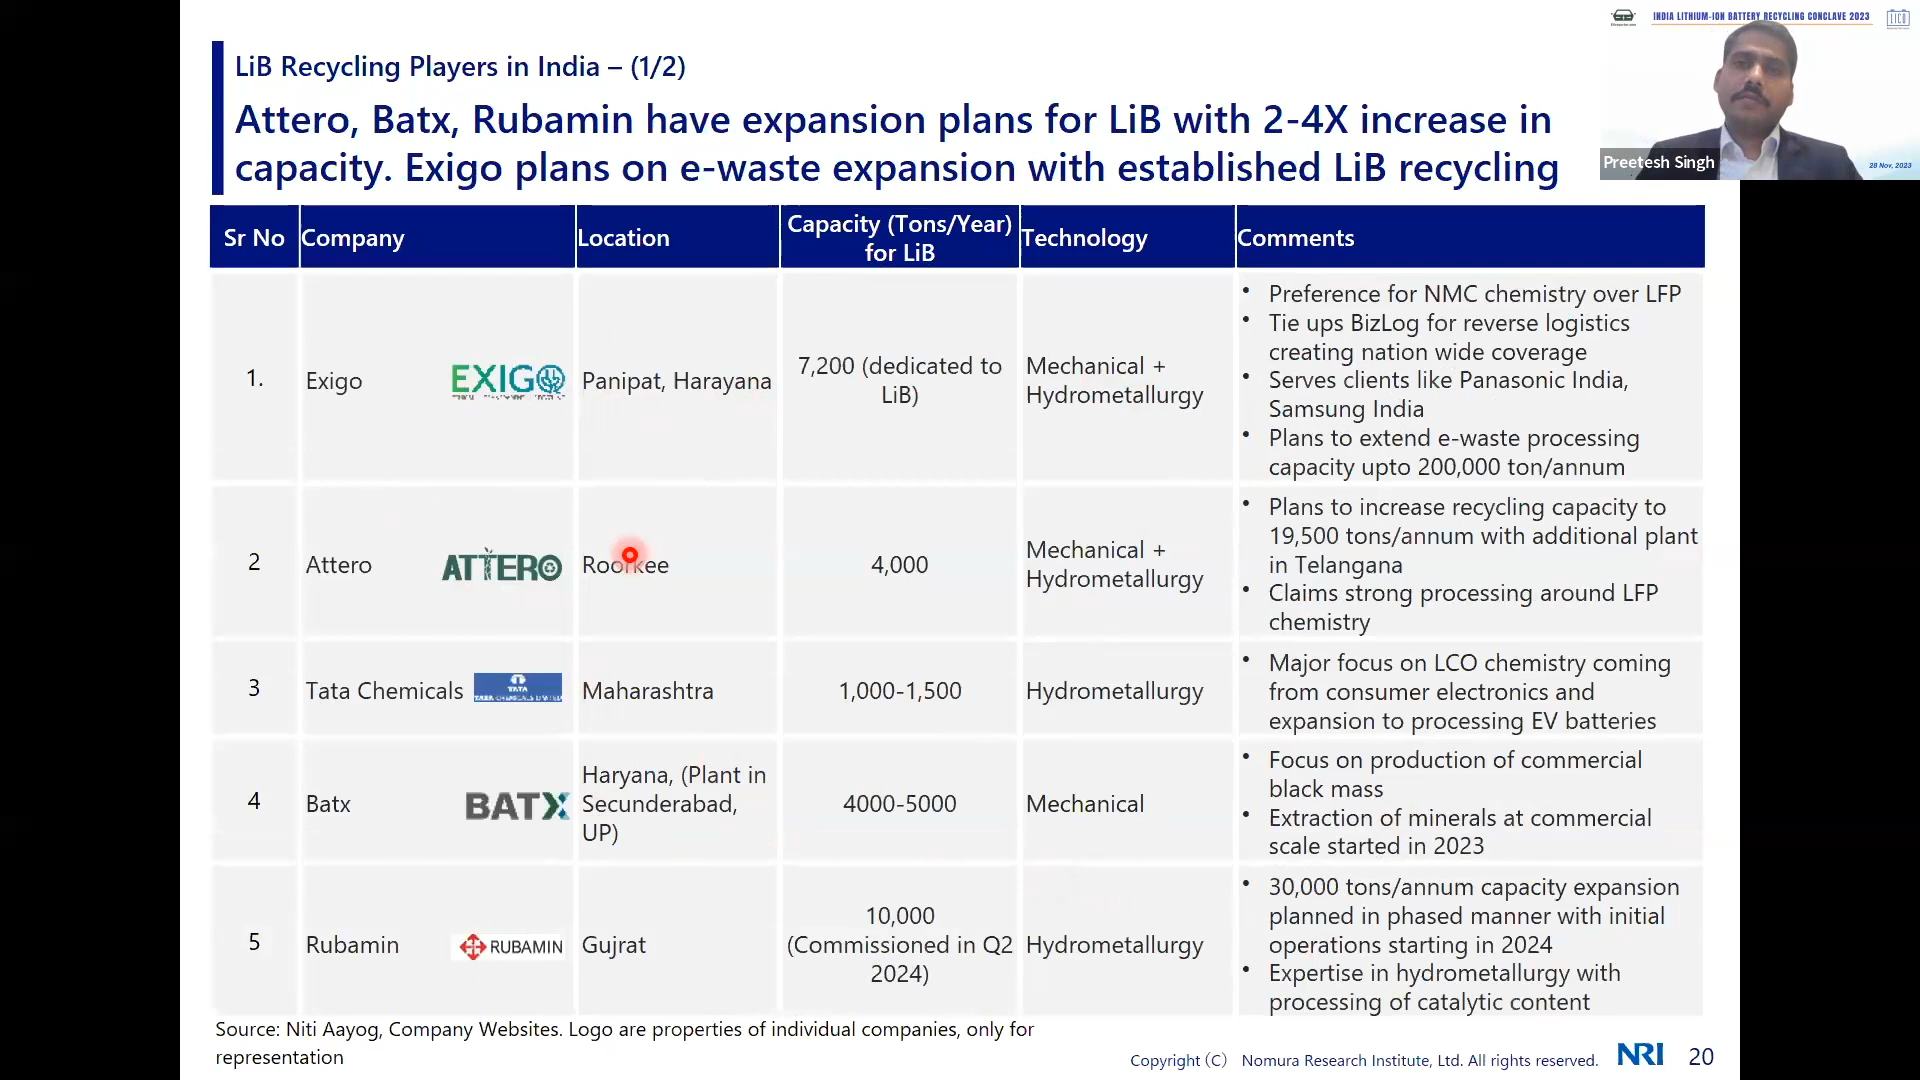 INDIA LITHIUM-ION BATTERY RECYCLING CONCLAVE 2023
LICO
Preetesh Singh
28 Nov, 2023
LiB Recycling Players in India – (1/2)
Attero, Batx, Rubamin have expansion plans for LiB with 2-4X increase in
capacity. Exigo plans on e-waste expansion with established LiB recycling
Sr No
Company
Location
Capacity (Tons/Year)
for LiB
Technology
Comments
1.
Exigo
EXIGO
Panipat, Harayana
7,200 (dedicated to
LiB)
Mechanical +
Hydrometallurgy
• Preference for NMC chemistry over LFP
• Tie ups BizLog for reverse logistics
creating nation wide coverage
• Serves clients like Panasonic India,
Samsung India
• Plans to extend e-waste processing
capacity upto 200,000 ton/annum
2
Attero
ATTERO
Roorkee
4,000
Mechanical +
Hydrometallurgy
• Plans to increase recycling capacity to
19,500 tons/annum with additional plant
in Telangana
• Claims strong processing around LFP
chemistry
3
Tata Chemicals
TATA
TATA CHEMICALS LIMITED
Maharashtra
1,000-1,500
Hydrometallurgy
• Major focus on LCO chemistry coming
from consumer electronics and
expansion to processing EV batteries
4
Batx
BATX
Haryana, (Plant in
Secunderabad,
UP)
4000-5000
Mechanical
• Focus on production of commercial
black mass
• Extraction of minerals at commercial
scale started in 2023
5
Rubamin
RUBAMIN
Gujrat
10,000
(Commissioned in Q2
2024)
Hydrometallurgy
• 30,000 tons/annum capacity expansion
planned in phased manner with initial
operations starting in 2024
• Expertise in hydrometallurgy with
processing of catalytic content
Source: Niti Aayog, Company Websites. Logo are properties of individual companies, only for
representation
Copyright (C) Nomura Research Institute, Ltd. All rights reserved.
NRI
20